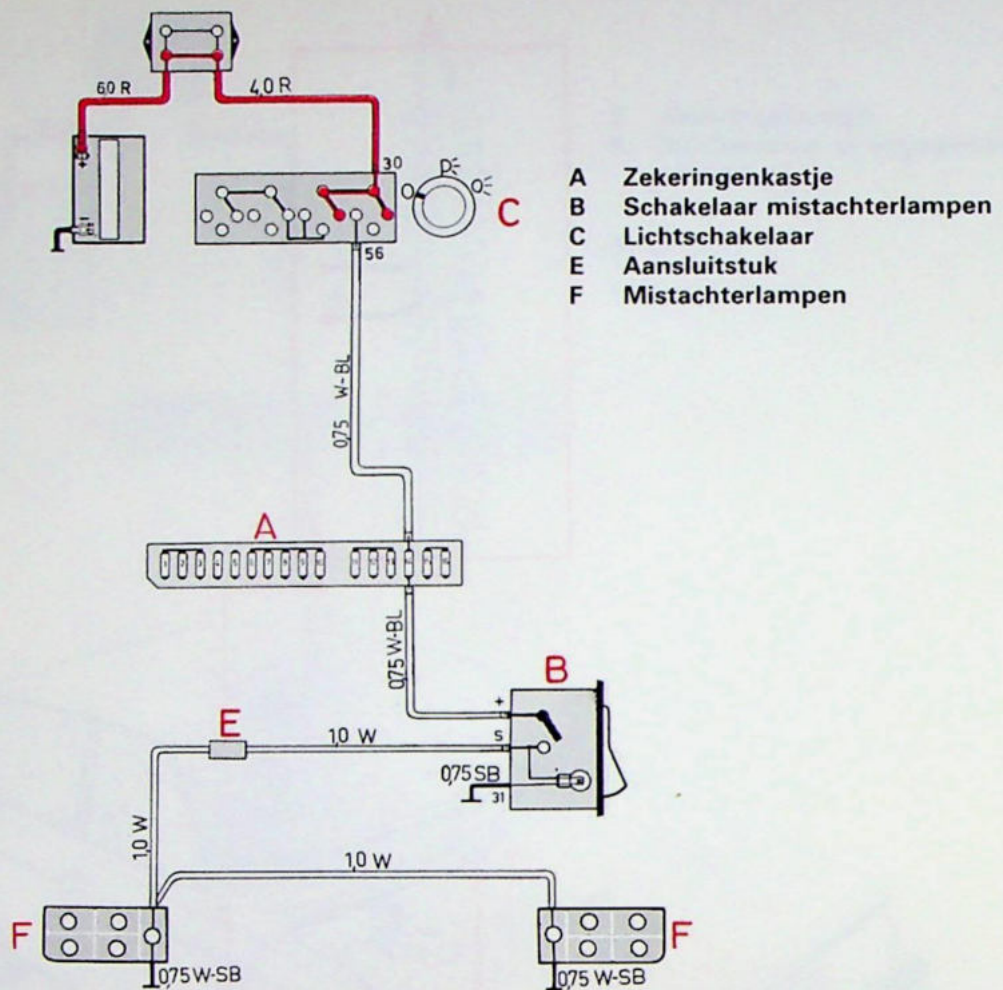 6,0 R
4,0 R
30
+
C
56
A Zekeringenkastje
B Schakelaar mistachterlampen
C Lichtschakelaar
E Aansluitstuk
F Mistachterlampen
0,75 W-BL
A
0,75 W-BL
B
+
E
1,0 W
S
0,75 SB
31
1,0 W
1,0 W
F
F
0,75 W-SB
0,75 W-SB